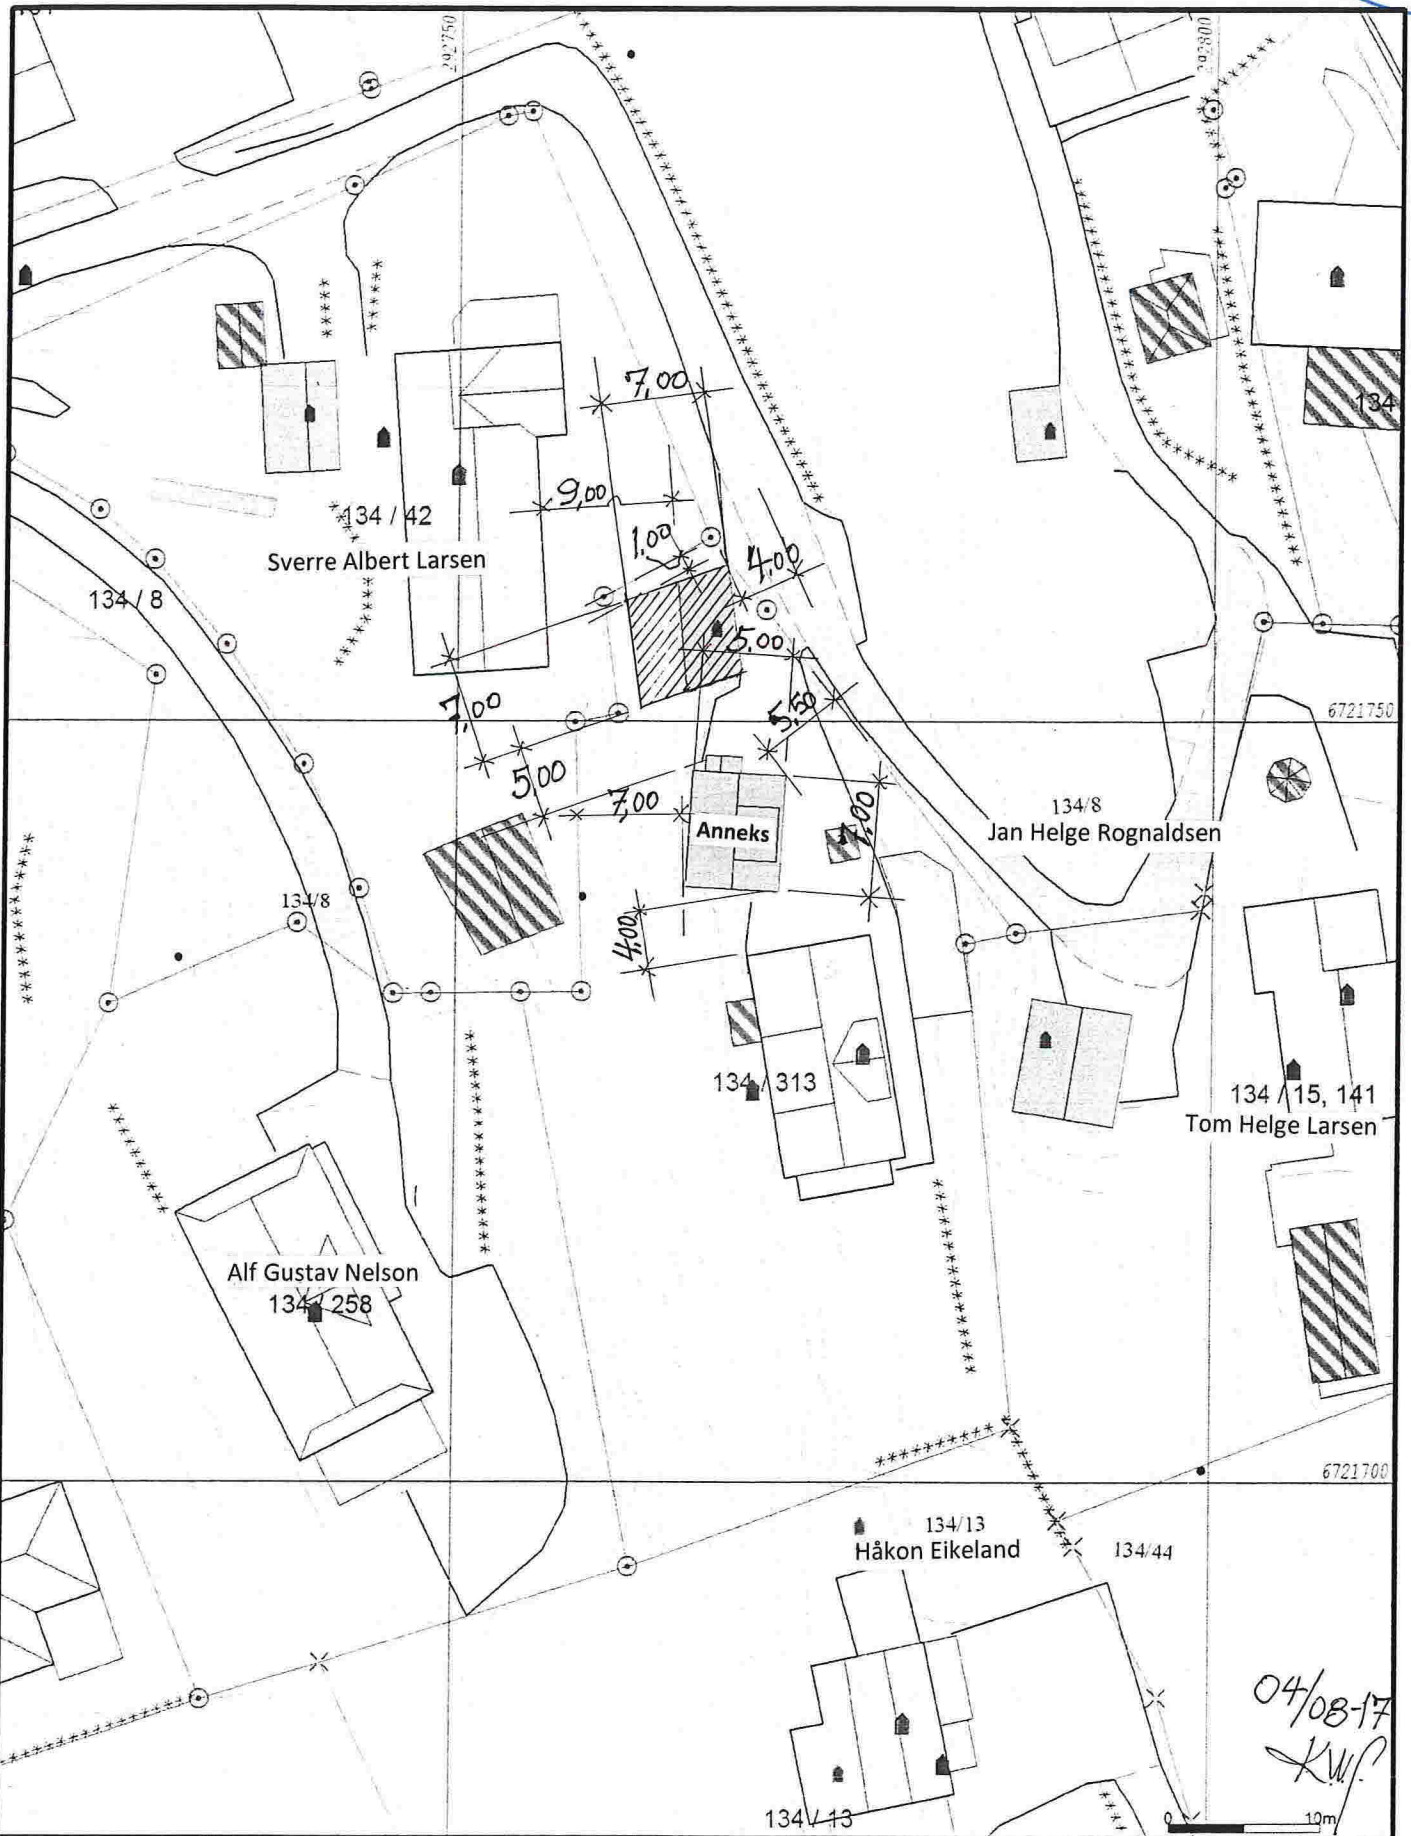 292750
292800
134
7,00
9,00
134 / 42
1,00
4,00
Sverre Albert Larsen
134 / 8
5,00
7,00
5,50
6721750
5,00
7,00
7,00
134/8
Anneks
Jan Helge Rognaldsen
134/8
4,00
134 / 313
134 / 15, 141
Tom Helge Larsen
Alf Gustav Nelson
134 / 258
6721700
134/13
Håkon Eikeland
134/44
04/08-17
134 / 13
0 10m